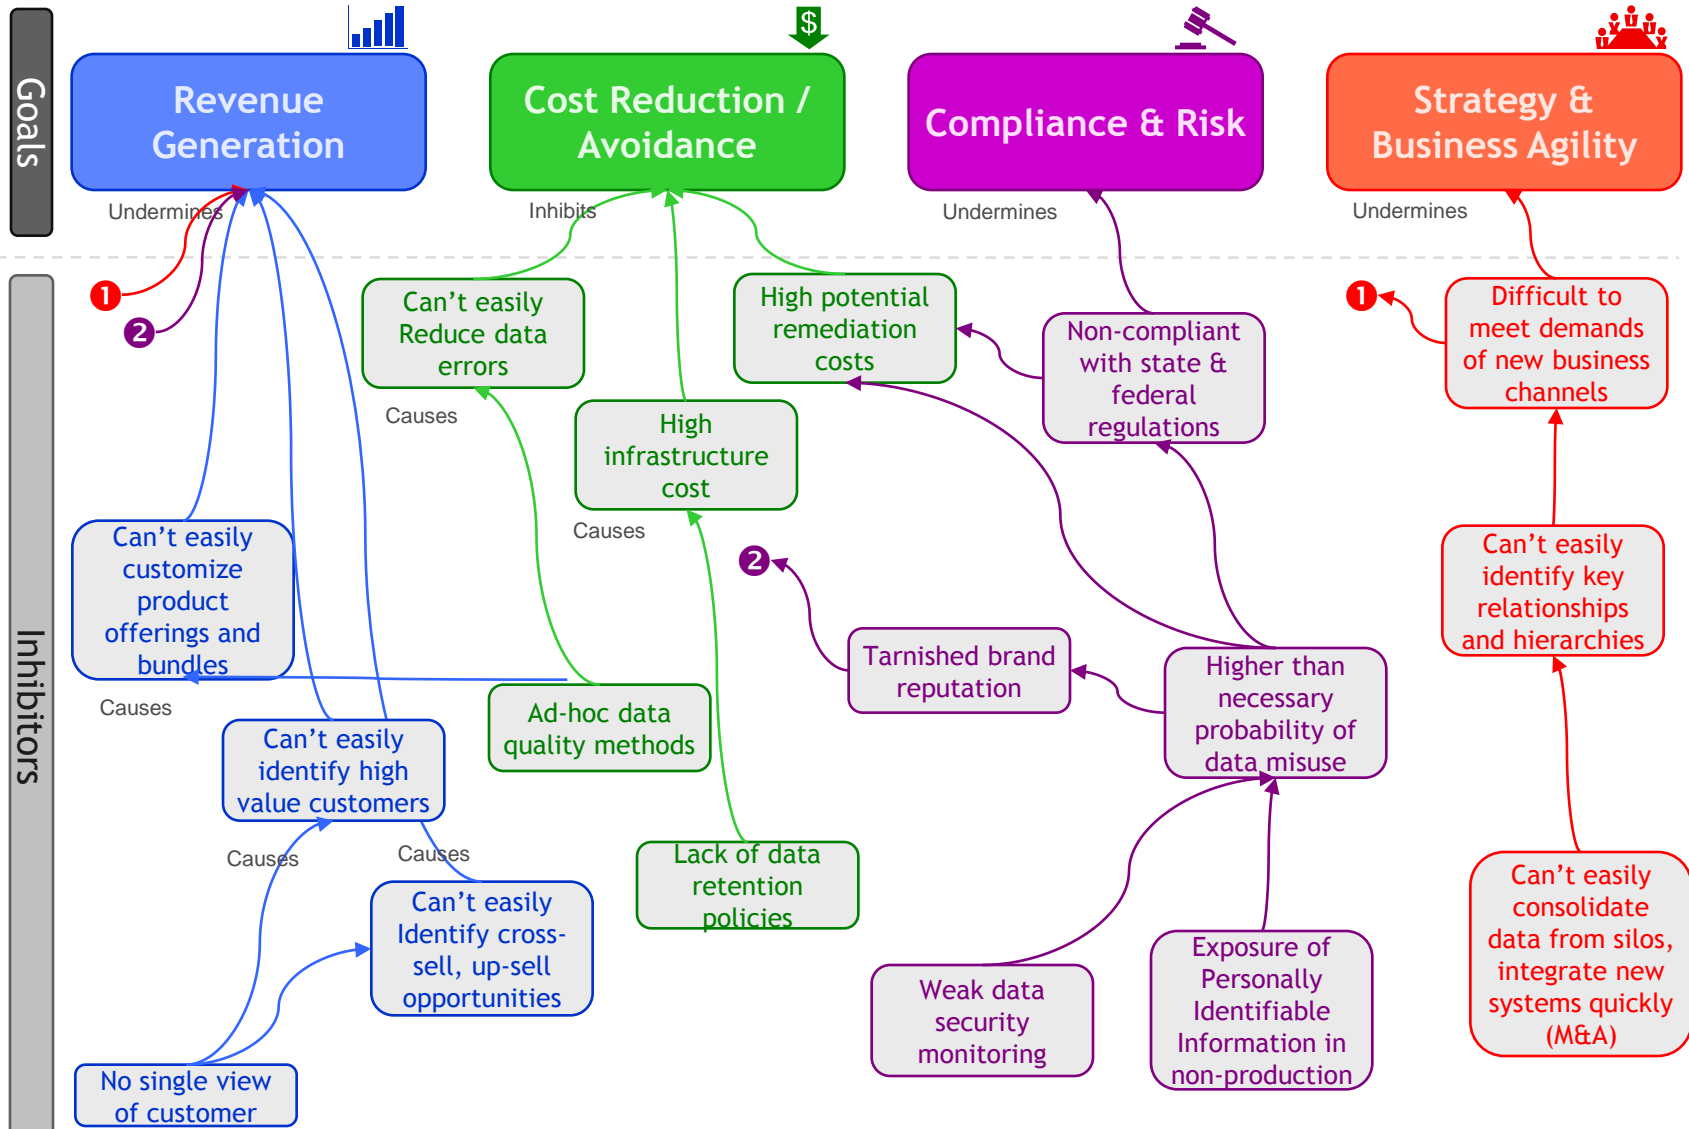 Goals
$
Revenue
Generation
Cost Reduction /
Avoidance
Compliance & Risk
Strategy &
Business Agility
Undermines
Inhibits
Undermines
Undermines
Inhibitors
1
2
Can't easily
Reduce data
errors
Causes
High potential
remediation
costs
Non-compliant
with state &
federal
regulations
1
Difficult to
meet demands
of new business
channels
High
infrastructure
cost
Causes
Can't easily
customize
product
offerings and
bundles
Causes
2
Tarnished brand
reputation
Higher than
necessary
probability of
data misuse
Can't easily
identify key
relationships
and hierarchies
Ad-hoc data
quality methods
Can't easily
identify high
value customers
Causes
Causes
Lack of data
retention
policies
Can't easily
Identify cross-
sell, up-sell
opportunities
Weak data
security
monitoring
Exposure of
Personally
Identifiable
Information in
non-production
Can't easily
consolidate
data from silos,
integrate new
systems quickly
(M&A)
No single view
of customer